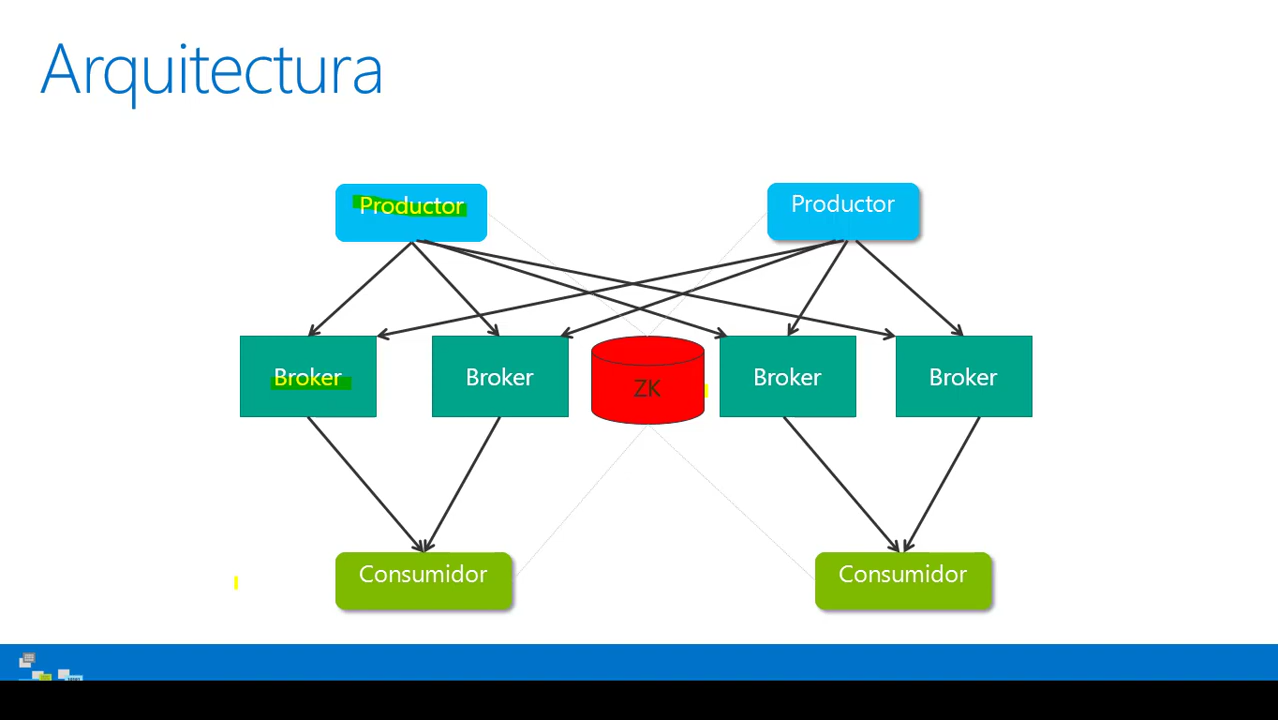 Arquitectura
Productor
Productor
Broker
Broker
ZK
Broker
Broker
Consumidor
Consumidor